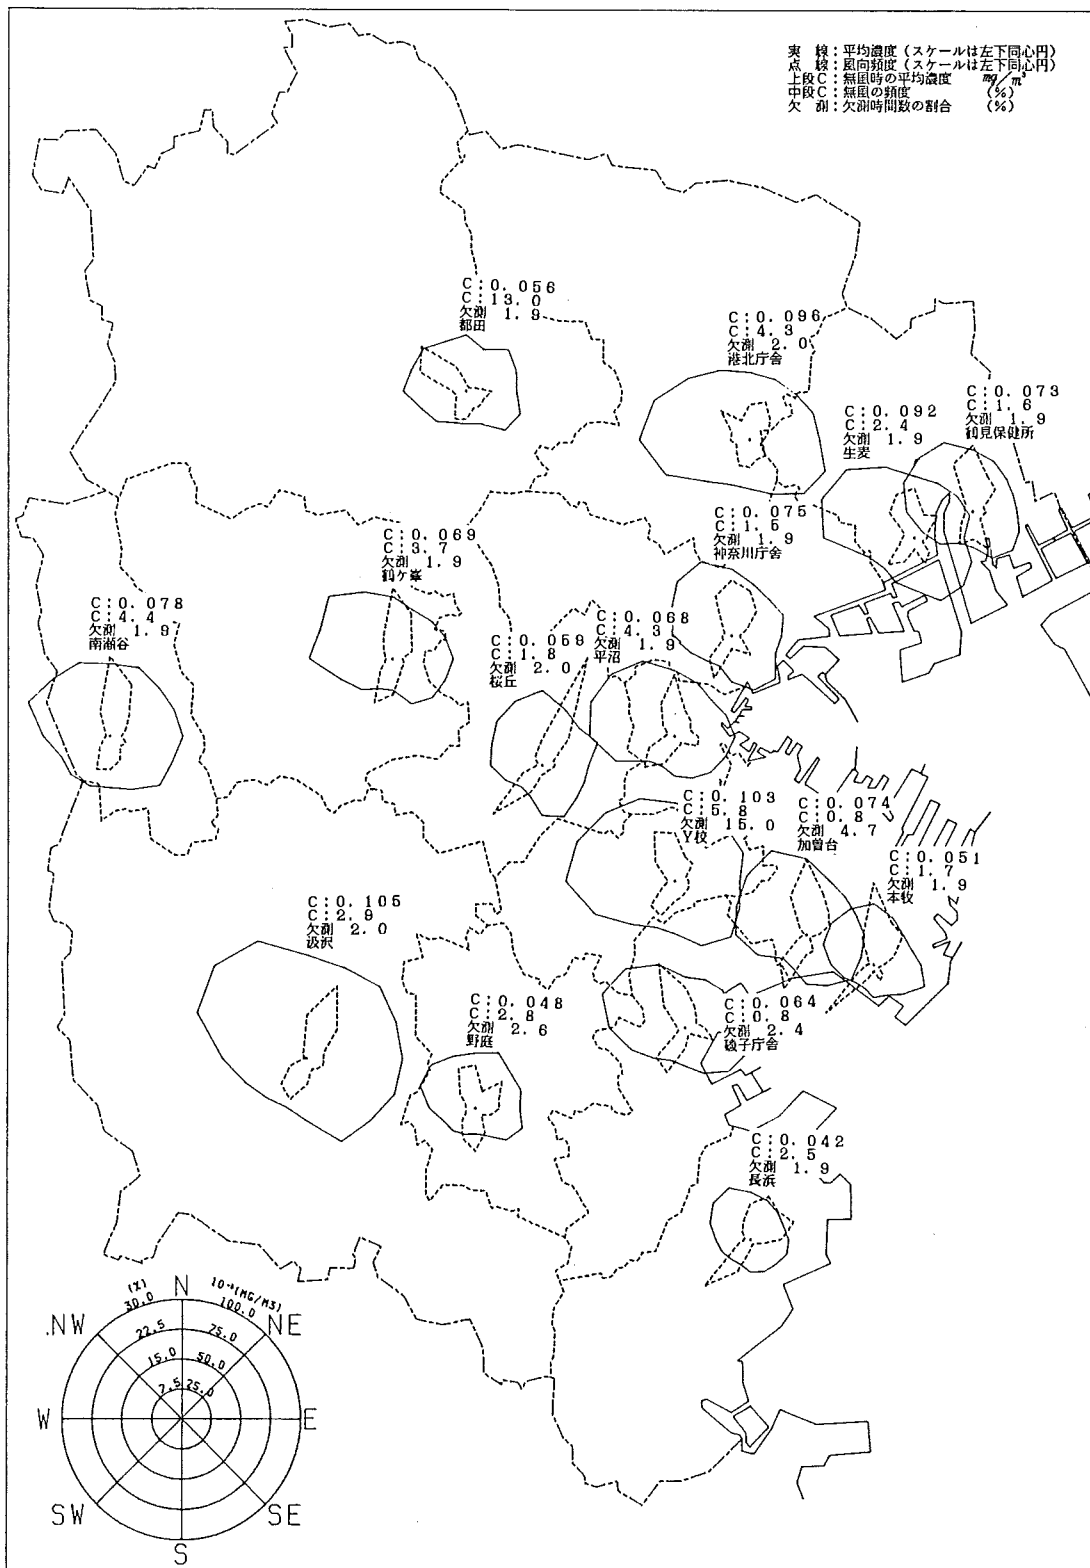 実　線：平均濃度（スケールは左下同心円）
点　線：風向頻度（スケールは左下同心円）
上段C：無風時の平均濃度　mg/m³
中段C：無風の頻度　（%）
欠　測：欠測時間数の割合　（%）
C：0．056
C：13．0
欠測　1．9
都田
C：0．096
C：4．3
欠測　2．0
港北庁舎
C：0．073
C：1．6
欠測　1．9
鶴見保健所
C：0．092
C：2．4
欠測　1．9
生麦
C：0．075
C：1．5
欠測　1．9
神奈川庁舎
C：0．069
C：3．7
欠測　1．9
鶴ケ峯
C：0．078
C：4．4
欠測　1．9
南瀬谷
C：0．068
C：4．3
欠測　1．9
平沼
C：0．059
C：1．8
欠測　2．0
桜丘
C：0．103
C：5．8
欠測　15．0
Y校
C：0．074
C：0．8
欠測　4．7
加曽台
C：0．051
C：1．7
欠測　1．9
本牧
C：0．105
C：2．9
欠測　2．0
汲沢
C：0．048
C：2．8
欠測　2．6
野庭
C：0．064
C：0．8
欠測　2．4
磯子庁舎
C：0．042
C：2．5
欠測　1．9
長浜
(%) N 10⁻³(MG/M3)
30.0 100.0
NW 22.5 75.0 NE
15.0 50.0
7.5 25.0
W E
SW SE
S